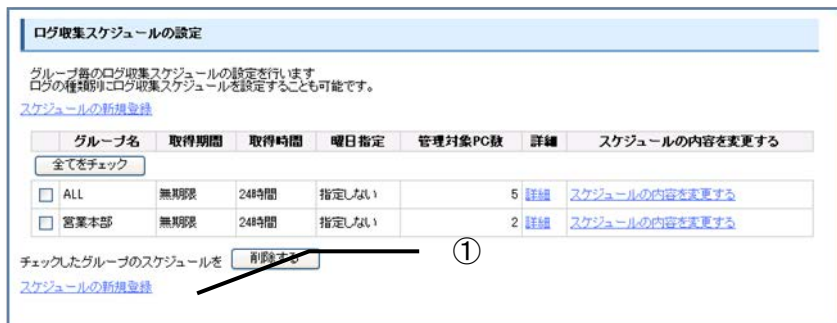 ログ収集スケジュールの設定
グループ毎のログ収集スケジュールの設定を行います
ログの種類別にログ収集スケジュールを設定することも可能です。
スケジュールの新規登録
グループ名 取得期間 取得時間 曜日指定 管理対象PC数 詳細 スケジュールの内容を変更する
全てをチェック
ALL 無期限 24時間 指定しない 5 詳細 スケジュールの内容を変更する
営業本部 無期限 24時間 指定しない 2 詳細 スケジュールの内容を変更する
チェックしたグループのスケジュールを 削除する ①
スケジュールの新規登録